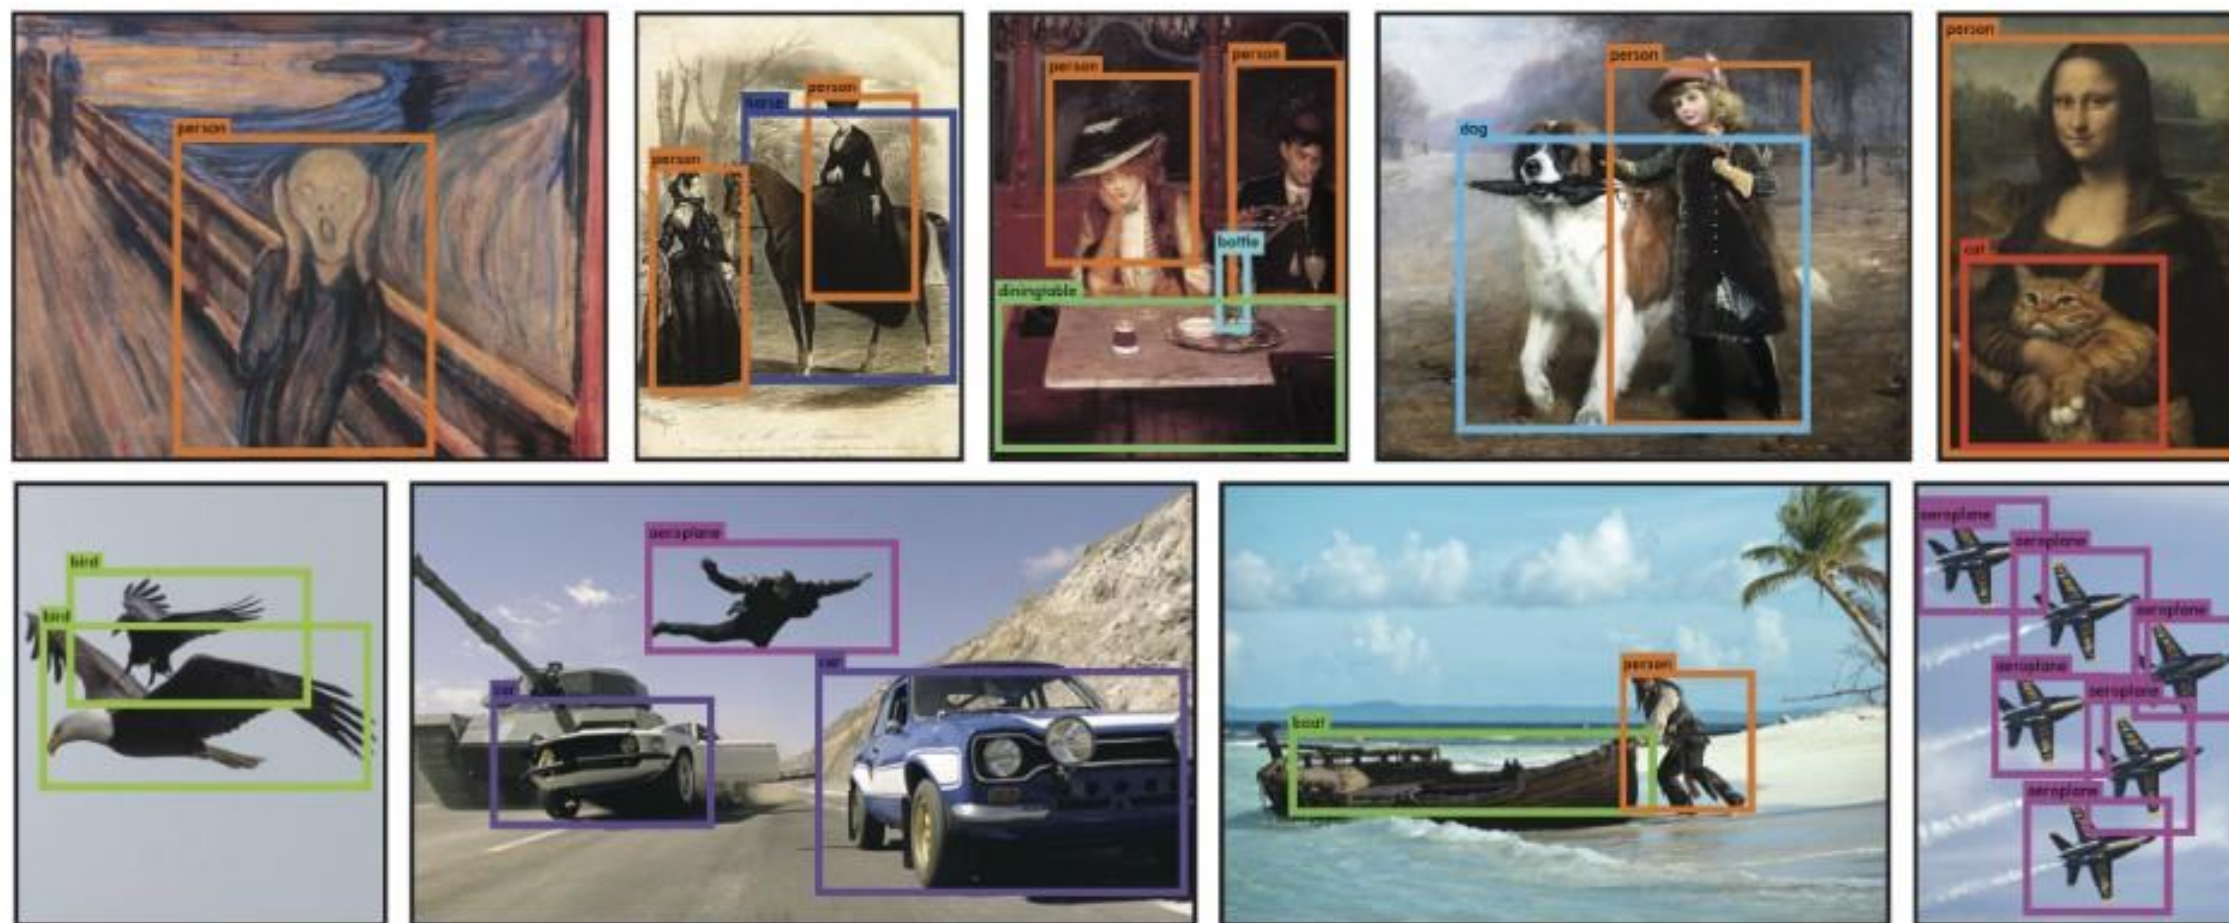 person
person
horse
person
person
person
bottle
diningtable
person
dog
person
cat
bird
bird
aeroplane
car
car
person
boat
aeroplane
aeroplane
aeroplane
aeroplane
aeroplane
aeroplane